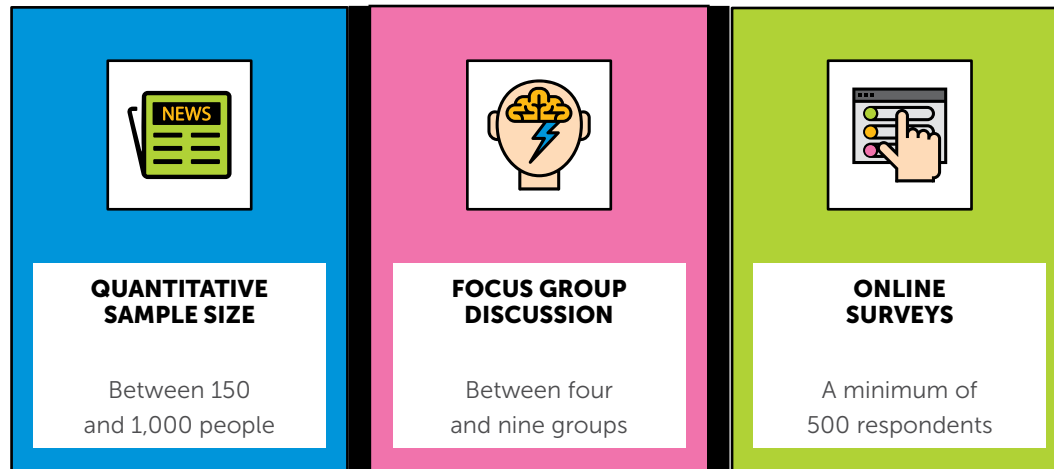 NEWS
QUANTITATIVE
SAMPLE SIZE
Between 150
and 1,000 people
FOCUS GROUP
DISCUSSION
Between four
and nine groups
ONLINE
SURVEYS
A minimum of
500 respondents